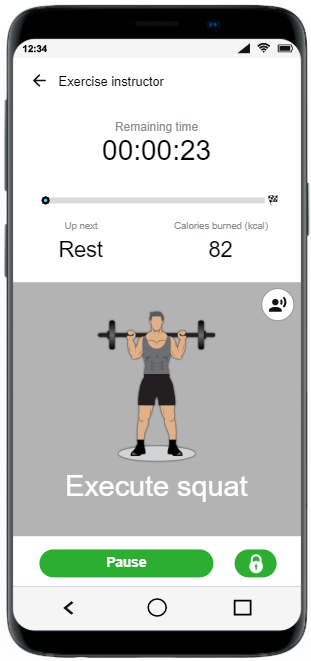 12:34
Exercise instructor
Remaining time
00:00:23
Up next
Calories burned (kcal)
Rest
82
Execute squat
Pause